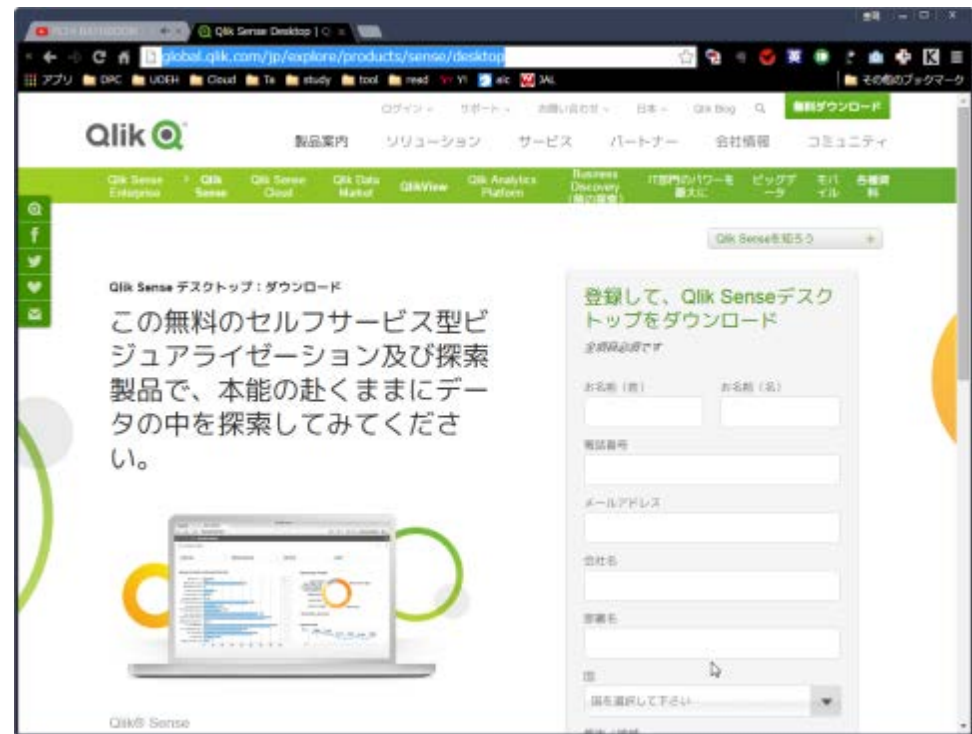 Qlik Sense Desktop | Q
global.qlik.com/jp/explore/products/sense/desktop
アプリ DPC UOEH Cloud Ta study tool read YI alc JAL その他のブックマーク
ログイン サポート お問い合わせ 日本 Qlik Blog 無料ダウンロード
Qlik
製品案内 ソリューション サービス パートナー 会社情報 コミュニティ
Qlik Sense Enterprise
Qlik Sense
Qlik Sense Cloud
Qlik Data Market
QlikView
Qlik Analytics Platform
Business Discovery
IT部門のパワーを最大に
ビッグデータ
モバイル
各種資料
Qlik Senseを知ろう +
Qlik Sense デスクトップ：ダウンロード
この無料のセルフサービス型ビ
ジュアライゼーション及び探索
製品で、本能の赴くままにデー
タの中を探索してみてくださ
い。
Qlik® Sense
登録して、Qlik Senseデスク
トップをダウンロード
全項目必須です
お名前（姓） お名前（名）
電話番号
メールアドレス
会社名
部署名
国
国を選択して下さい